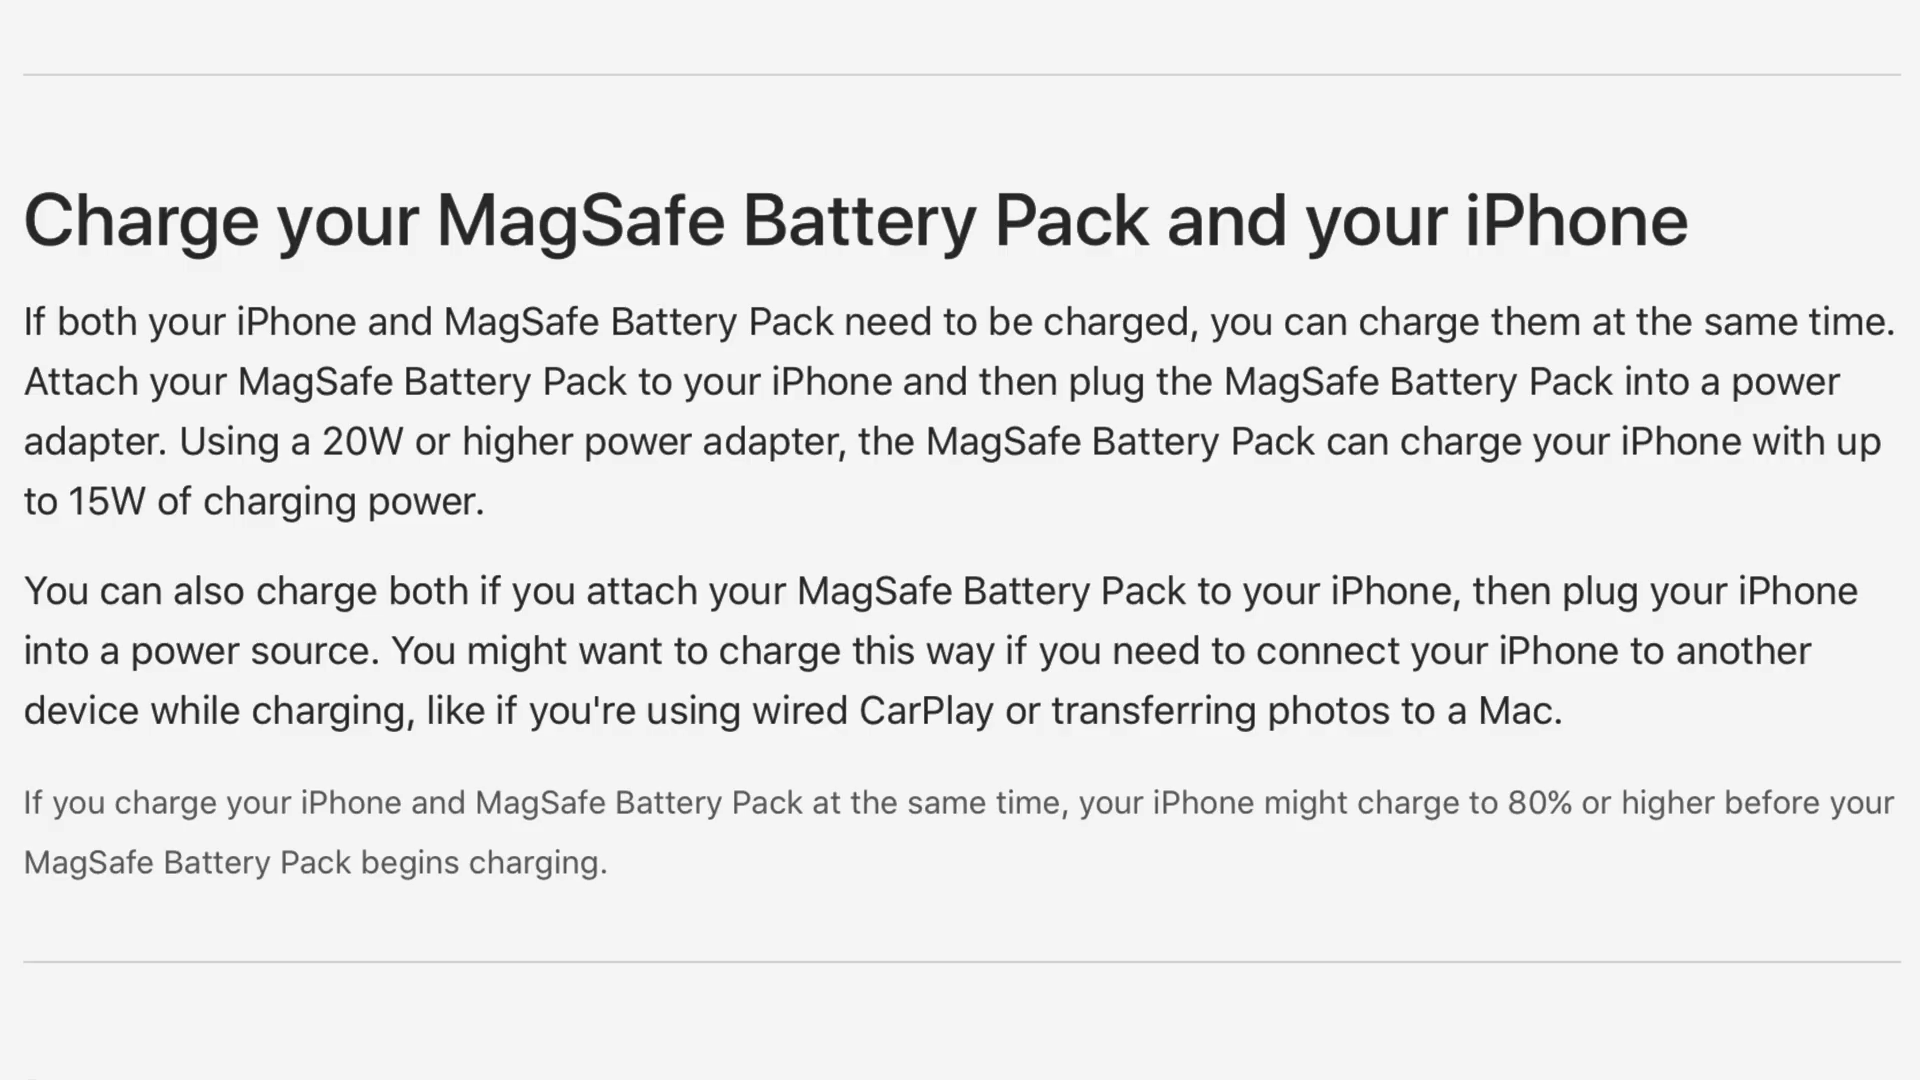 Charge your MagSafe Battery Pack and your iPhone
If both your iPhone and MagSafe Battery Pack need to be charged, you can charge them at the same time.
Attach your MagSafe Battery Pack to your iPhone and then plug the MagSafe Battery Pack into a power
adapter. Using a 20W or higher power adapter, the MagSafe Battery Pack can charge your iPhone with up
to 15W of charging power.
You can also charge both if you attach your MagSafe Battery Pack to your iPhone, then plug your iPhone
into a power source. You might want to charge this way if you need to connect your iPhone to another
device while charging, like if you're using wired CarPlay or transferring photos to a Mac.
If you charge your iPhone and MagSafe Battery Pack at the same time, your iPhone might charge to 80% or higher before your
MagSafe Battery Pack begins charging.